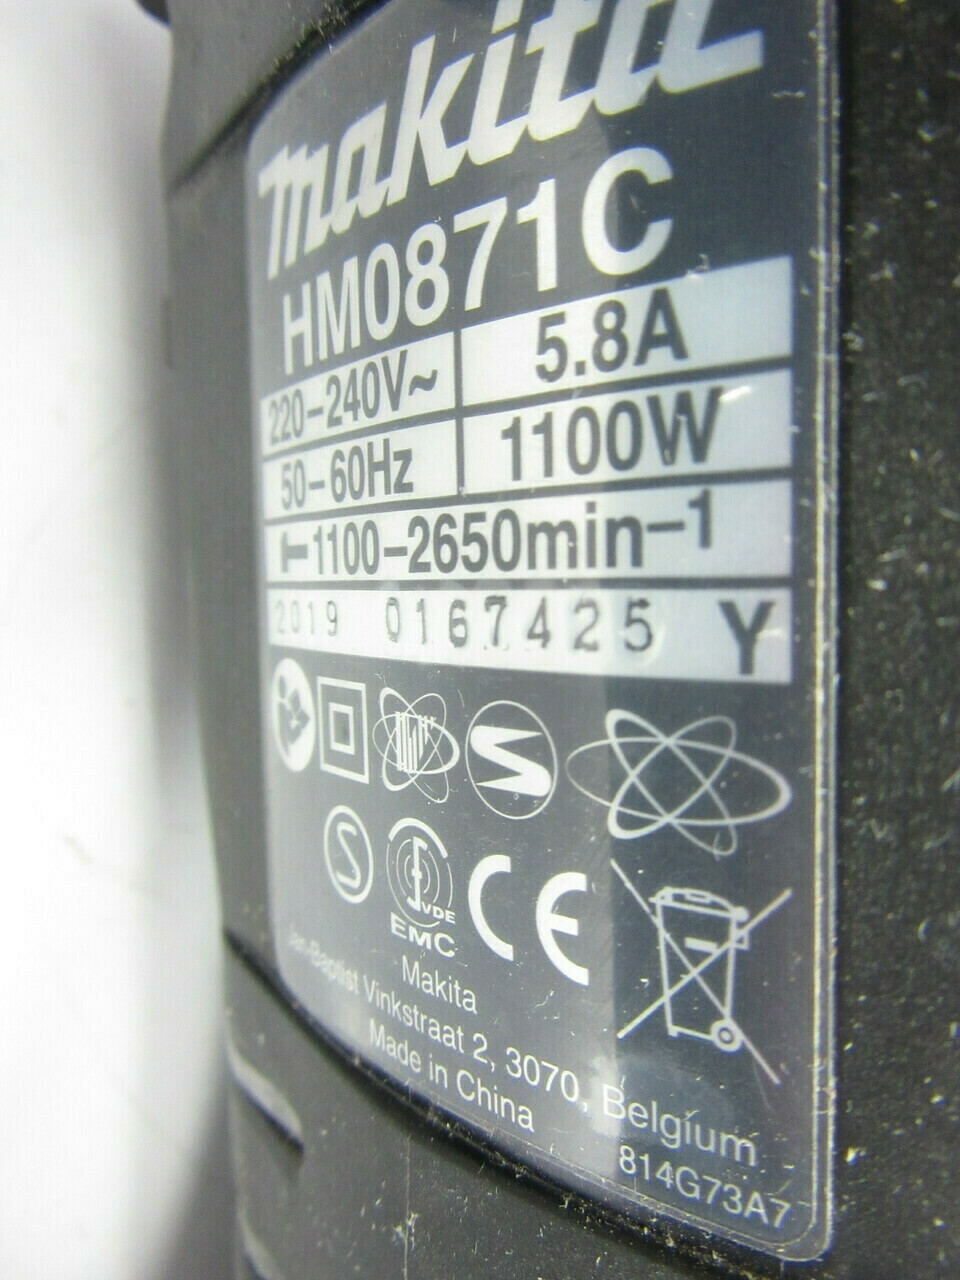 makita
HM0871C
220-240V~ 5.8A
50-60Hz 1100W
1100-2650min-1
2019 0167425 Y
S
VDE
EMC
CE
Makita
Jan-Baptist Vinkstraat 2, 3070, Belgium
Made in China
814G73A7